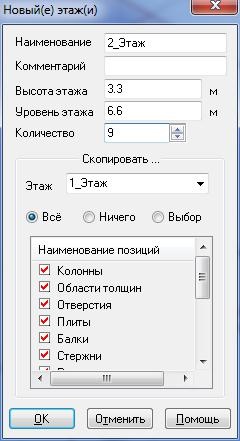 Новый(е) этаж(и)
Наименование 2_Этаж
Комментарий
Высота этажа 3.3 м
Уровень этажа 6.6 м
Количество 9
Скопировать ...
Этаж 1_Этаж
Всё Ничего Выбор
Наименование позиций
Колонны
Области толщин
Отверстия
Плиты
Балки
Стержни
OK Отменить Помощь